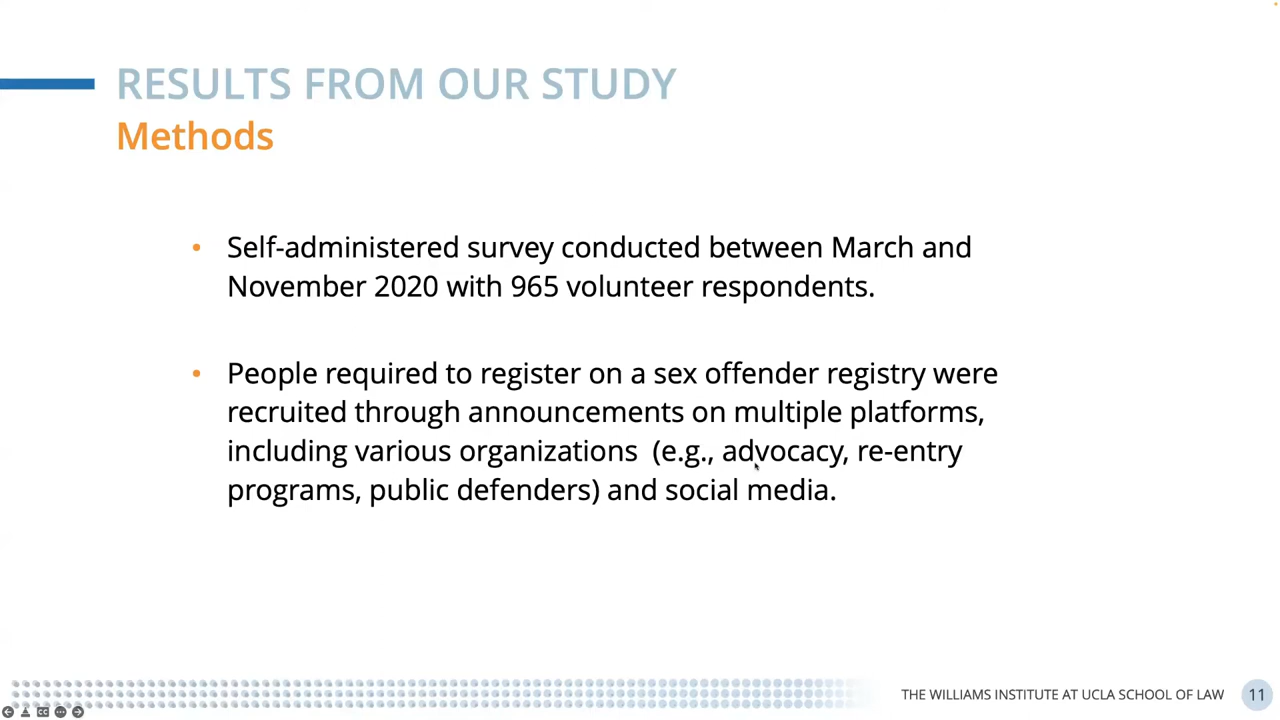 RESULTS FROM OUR STUDY
Methods
• Self-administered survey conducted between March and
November 2020 with 965 volunteer respondents.
• People required to register on a sex offender registry were
recruited through announcements on multiple platforms,
including various organizations (e.g., advocacy, re-entry
programs, public defenders) and social media.
THE WILLIAMS INSTITUTE AT UCLA SCHOOL OF LAW 11
CC